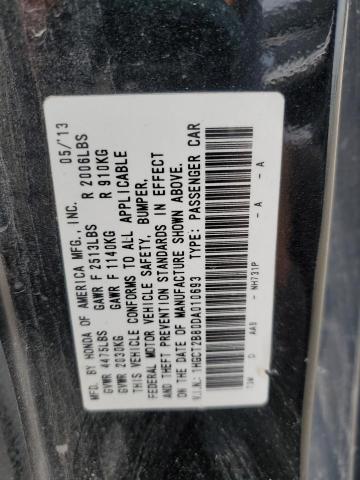 MFD. BY HONDA OF AMERICA MFG., INC. 05/'13
GVWR 4475LBS GAWR F 2513LBS R 2006LBS
GVWR 2030KG GAWR F 1140KG R 910KG
THIS VEHICLE CONFORMS TO ALL APPLICABLE
FEDERAL MOTOR VEHICLE SAFETY, BUMPER,
AND THEFT PREVENTION STANDARDS IN EFFECT
ON THE DATE OF MANUFACTURE SHOWN ABOVE.
V.I.N: 1HGCT2B80DA010693 TYPE: PASSENGER CAR
D AA8 - NH731P - A - A